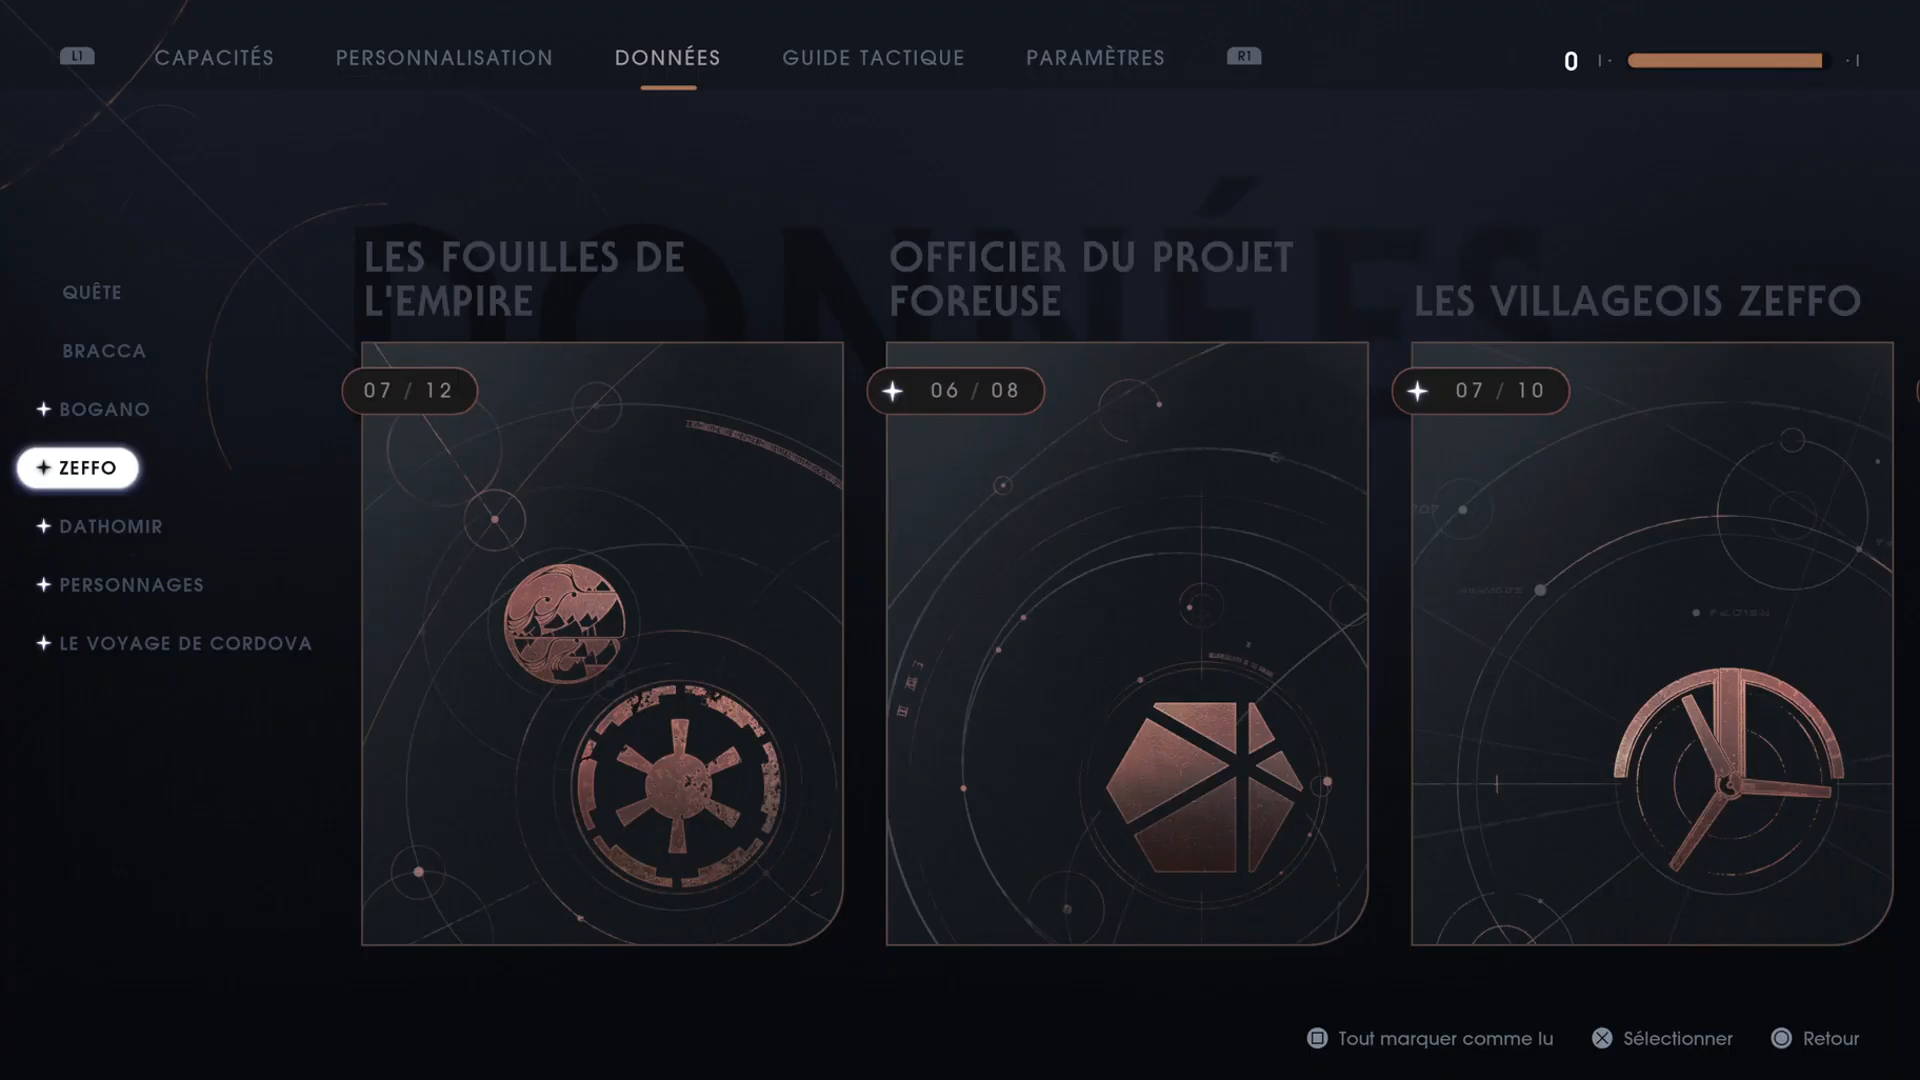 L1 CAPACITÉS PERSONNALISATION DONNÉES GUIDE TACTIQUE PARAMÈTRES R1 0
DONNÉES
QUÊTE
BRACCA
BOGANO
ZEFFO
DATHOMIR
PERSONNAGES
LE VOYAGE DE CORDOVA
LES FOUILLES DE
L'EMPIRE
07 / 12
OFFICIER DU PROJET
FOREUSE
06 / 08
LES VILLAGEOIS ZEFFO
07 / 10
Tout marquer comme lu Sélectionner Retour